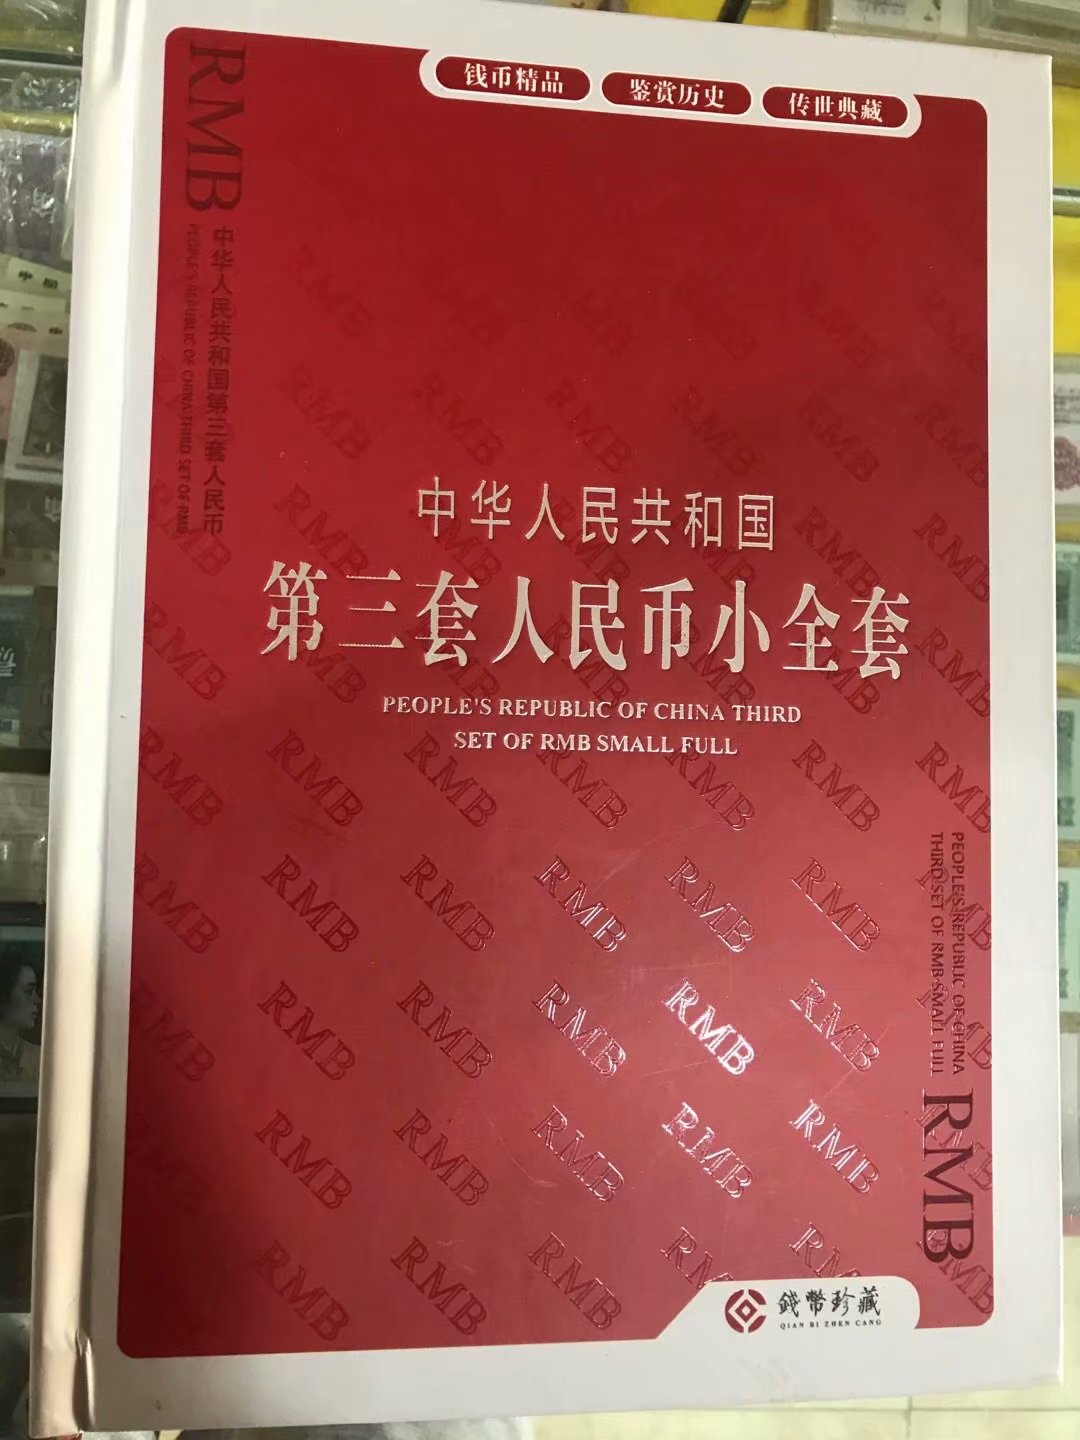 钱币精品
鉴赏历史
传世典藏
RMB
中华人民共和国第三套人民币
PEOPLE'S REPUBLIC OF CHINA THIRD SET OF RMB
中华人民共和国
第三套人民币小全套
PEOPLE'S REPUBLIC OF CHINA THIRD
SET OF RMB SMALL FULL
PEOPLE'S REPUBLIC OF CHINA
THIRD SET OF RMB SMALL FULL
RMB
錢幣珍藏
QIAN BI ZHEN CANG